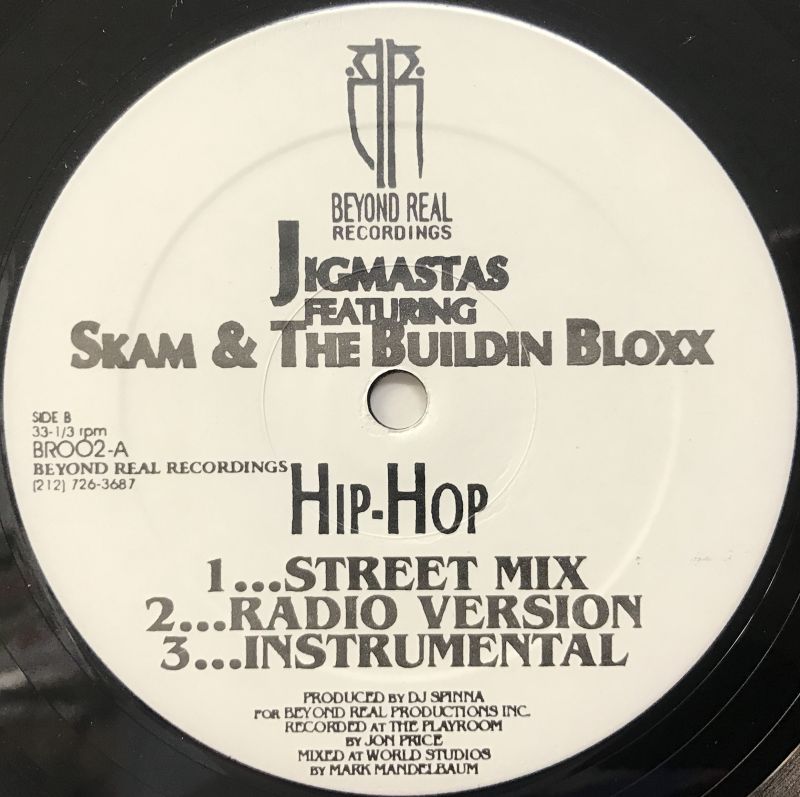 BEYOND REAL
RECORDINGS
JIGMASTAS
FEATURING
SKAM & THE BUILDIN BLOXX
SIDE B
33-1/3 rpm
BR002-A
BEYOND REAL RECORDINGS
(212) 726-3687
HIP-HOP
1...STREET MIX
2...RADIO VERSION
3...INSTRUMENTAL
PRODUCED BY DJ SPINNA
FOR BEYOND REAL PRODUCTIONS INC.
RECORDED AT THE PLAYROOM
BY JON PRICE
MIXED AT WORLD STUDIOS
BY MARK MANDELBAUM